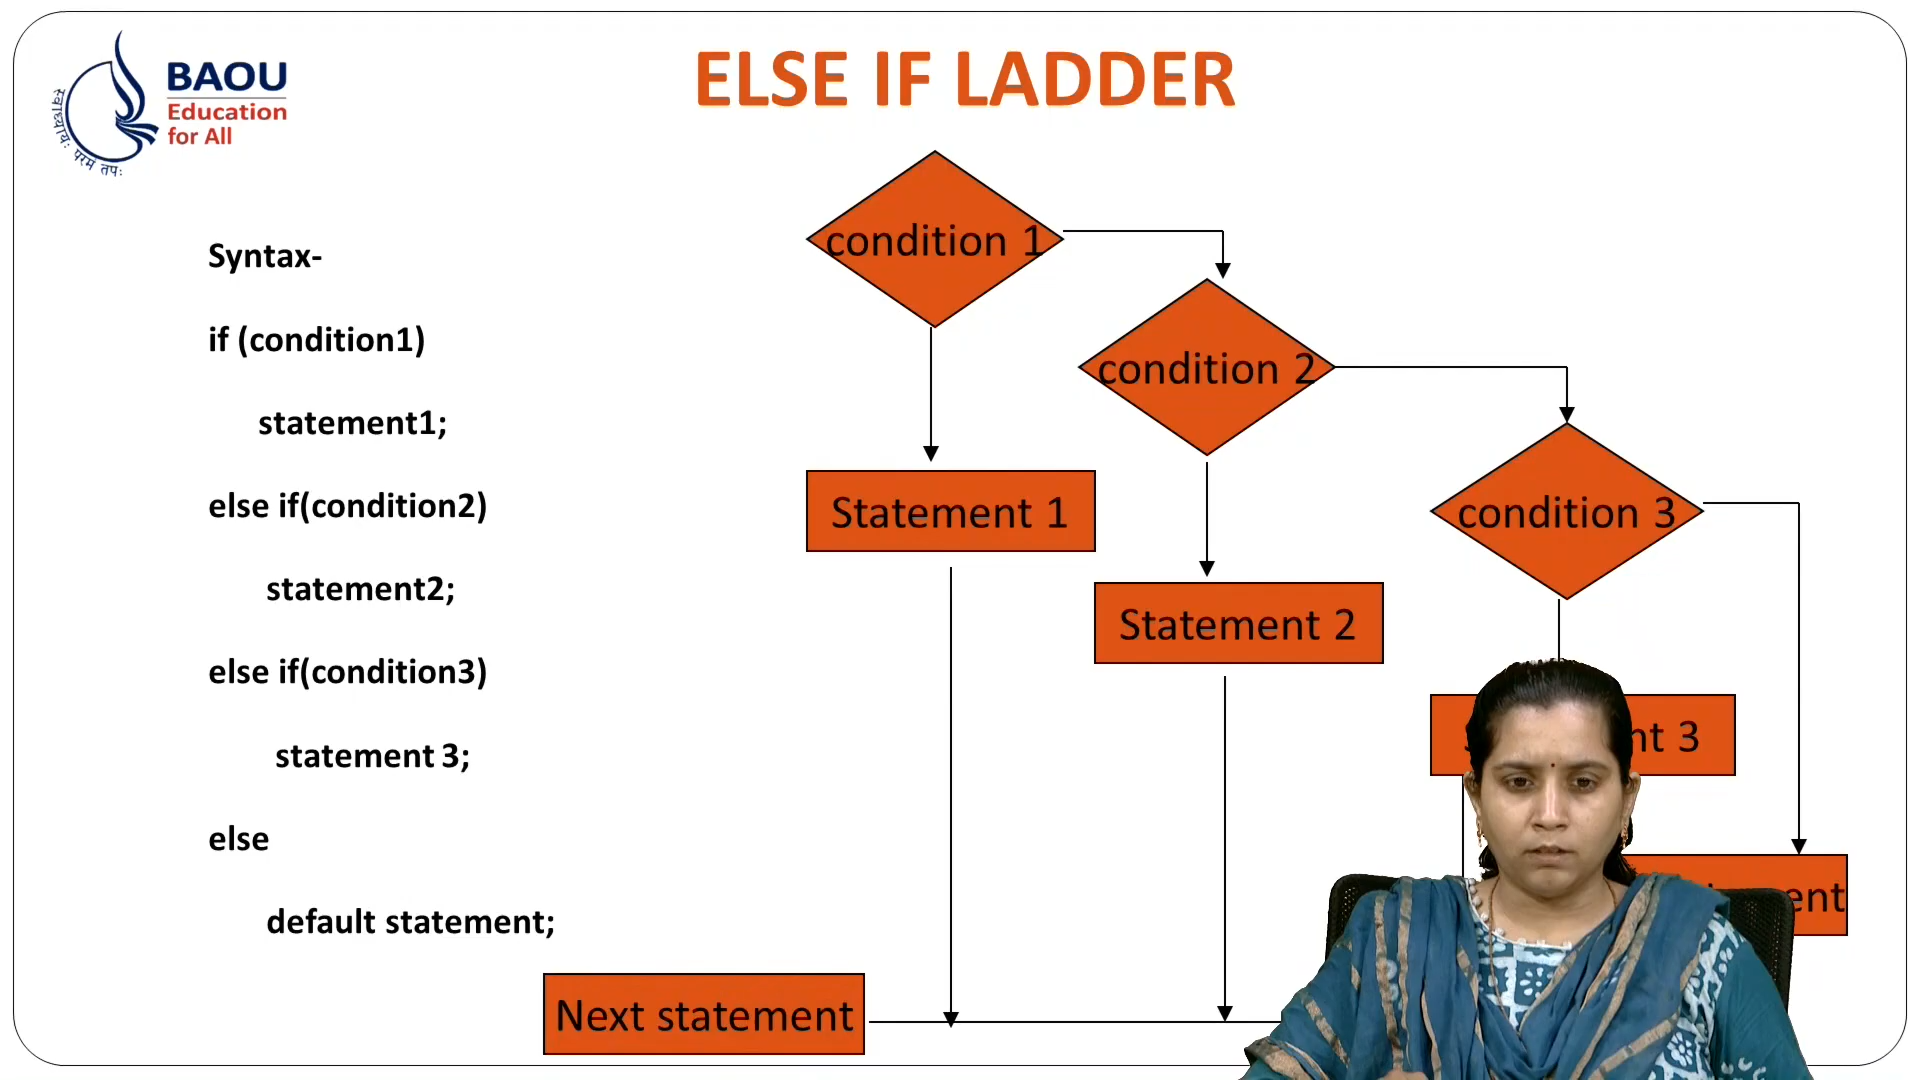 BAOU
Education
for All
स्वाध्यायः परमं तपः
ELSE IF LADDER
Syntax-
if (condition1)
statement1;
else if(condition2)
statement2;
else if(condition3)
statement 3;
else
default statement;
condition 1
condition 2
condition 3
Statement 1
Statement 2
nt 3
ent
Next statement